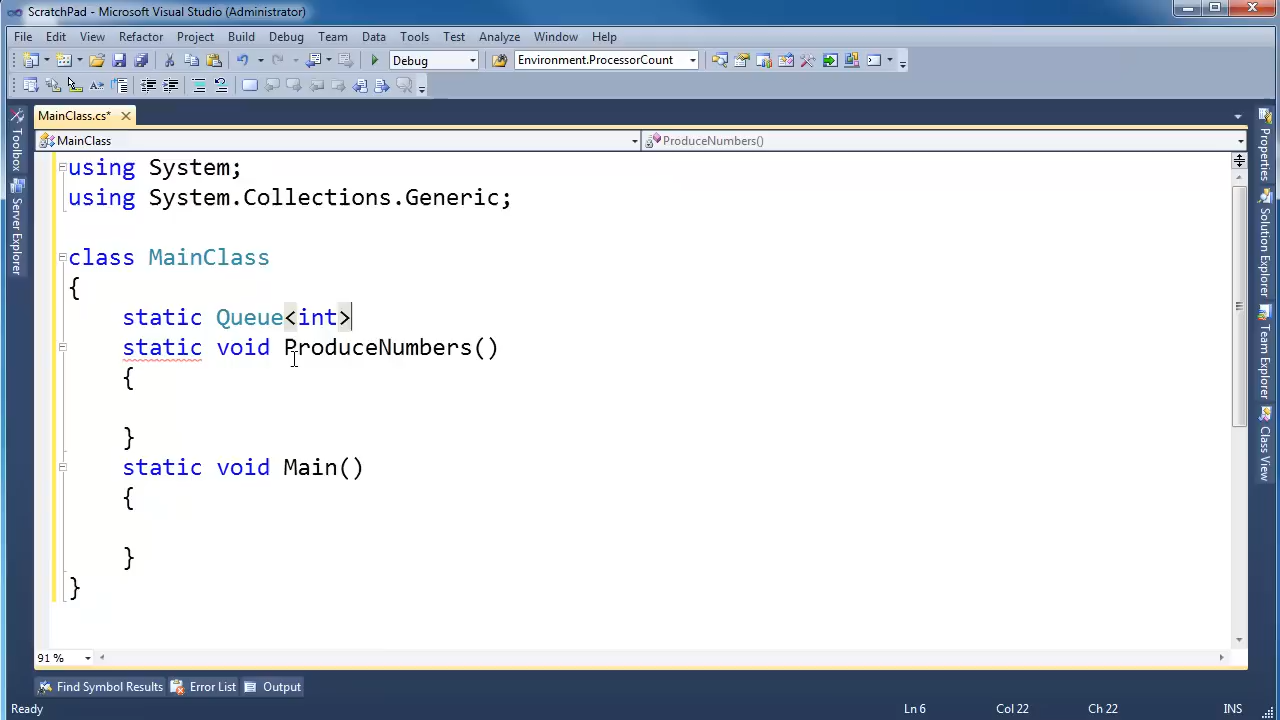 ScratchPad - Microsoft Visual Studio (Administrator)
File Edit View Refactor Project Build Debug Team Data Tools Test Analyze Window Help
Debug Environment.ProcessorCount
MainClass.cs*
MainClass ProduceNumbers()
using System;
using System.Collections.Generic;
class MainClass
{
static Queue<int>
static void ProduceNumbers()
{
}
static void Main()
{
}
}
91 %
Find Symbol Results Error List Output
Ready Ln 6 Col 22 Ch 22 INS
Toolbox
Server Explorer
Properties
Solution Explorer
Team Explorer
Class View